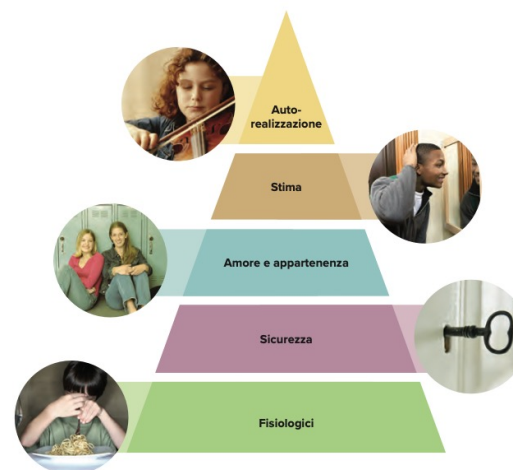 Auto-
realizzazione
Stima
Amore e appartenenza
Sicurezza
Fisiologici